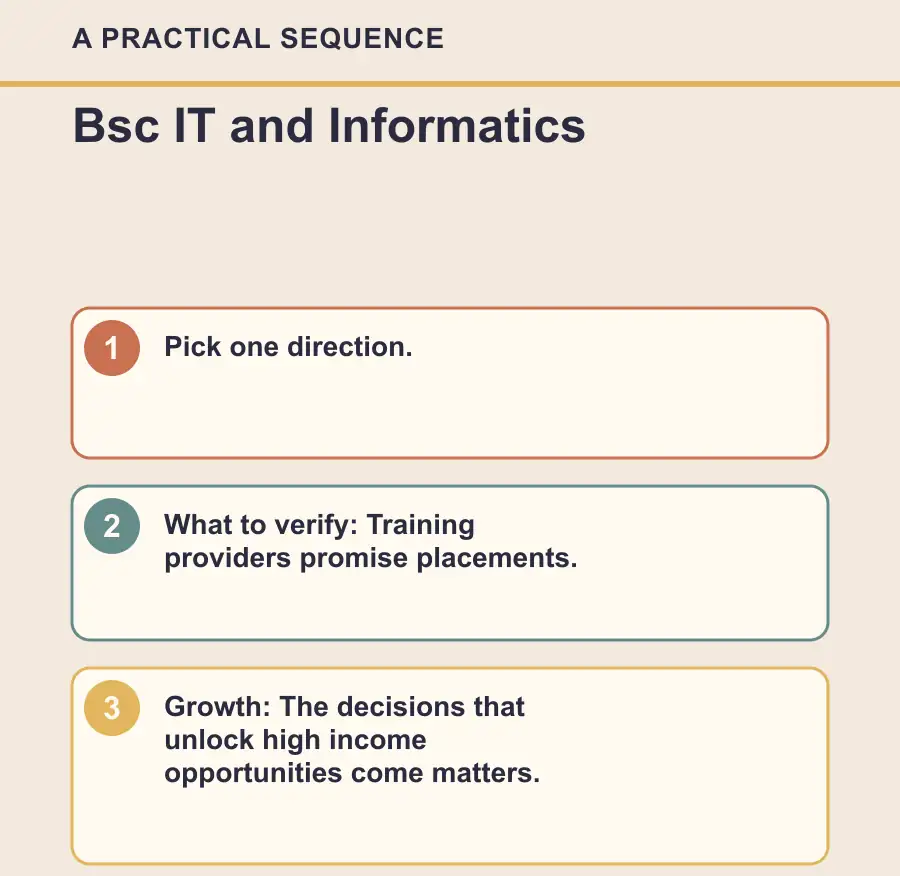 A PRACTICAL SEQUENCE
Bsc IT and Informatics
1
Pick one direction.
2
What to verify: Training
providers promise placements.
3
Growth: The decisions that
unlock high income
opportunities come matters.